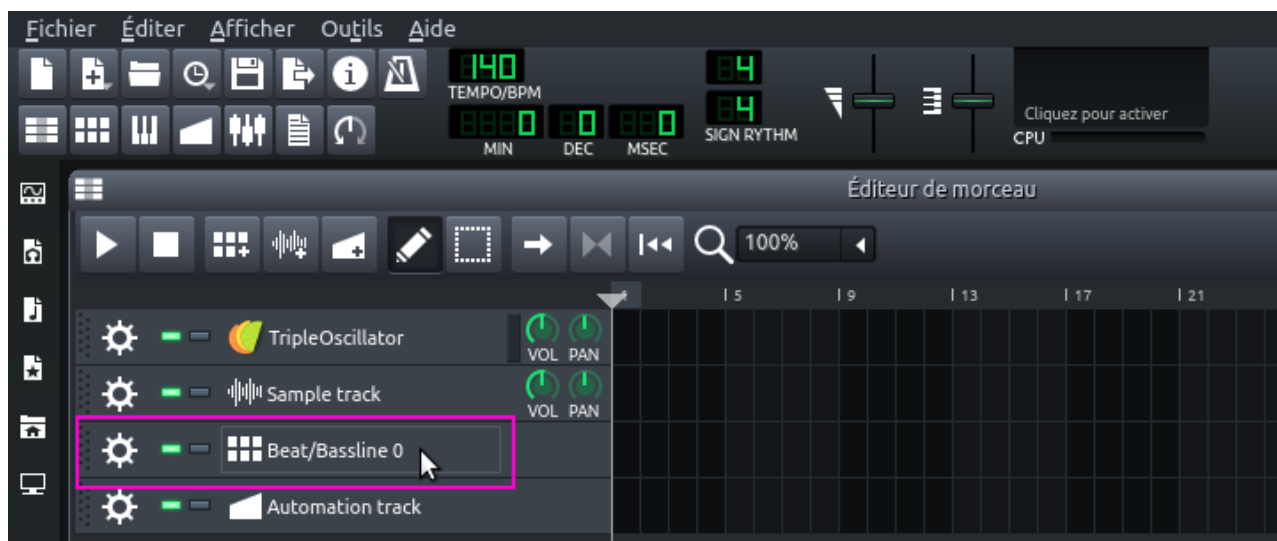 Fichier Éditer Afficher Outils Aide
140
TEMPO/BPM
4
4
SIGN RYTHM
0 0 0
MIN DEC MSEC
Cliquez pour activer
CPU
Éditeur de morceau
100%
5 9 13 17 21
TripleOscillator
VOL PAN
Sample track
VOL PAN
Beat/Bassline 0
Automation track